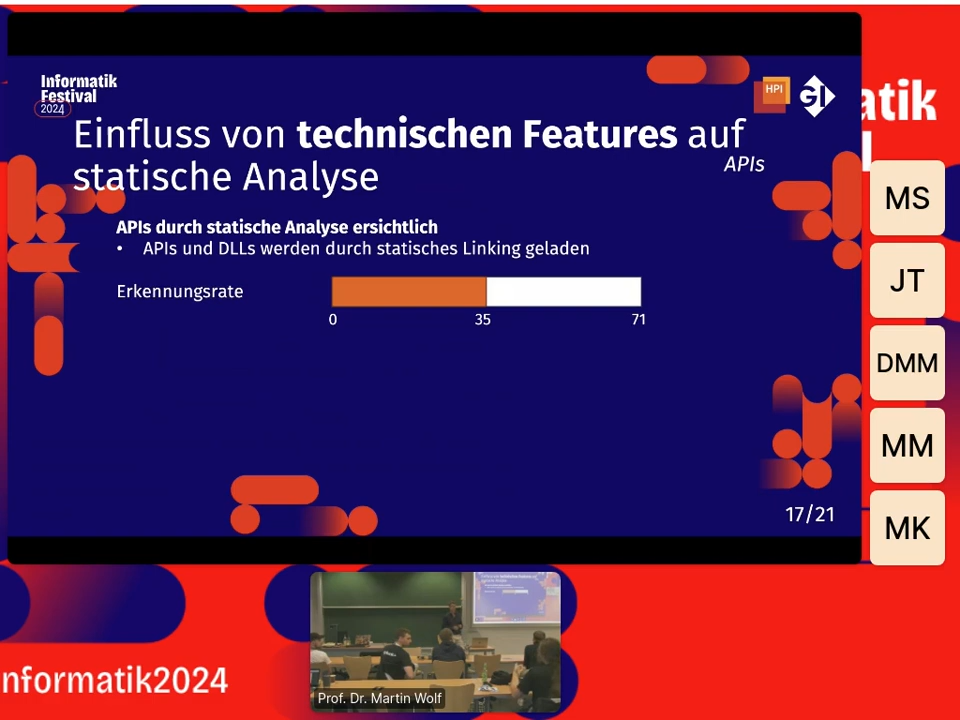 Informatik
Festival
2024
HPI
GI
Einfluss von technischen Features auf
statische Analyse
APIs
APIs durch statische Analyse ersichtlich
• APIs und DLLs werden durch statisches Linking geladen
Erkennungsrate
0 35 71
17/21
atik
l
MS
JT
DMM
MM
MK
nformatik2024
Prof. Dr. Martin Wolf